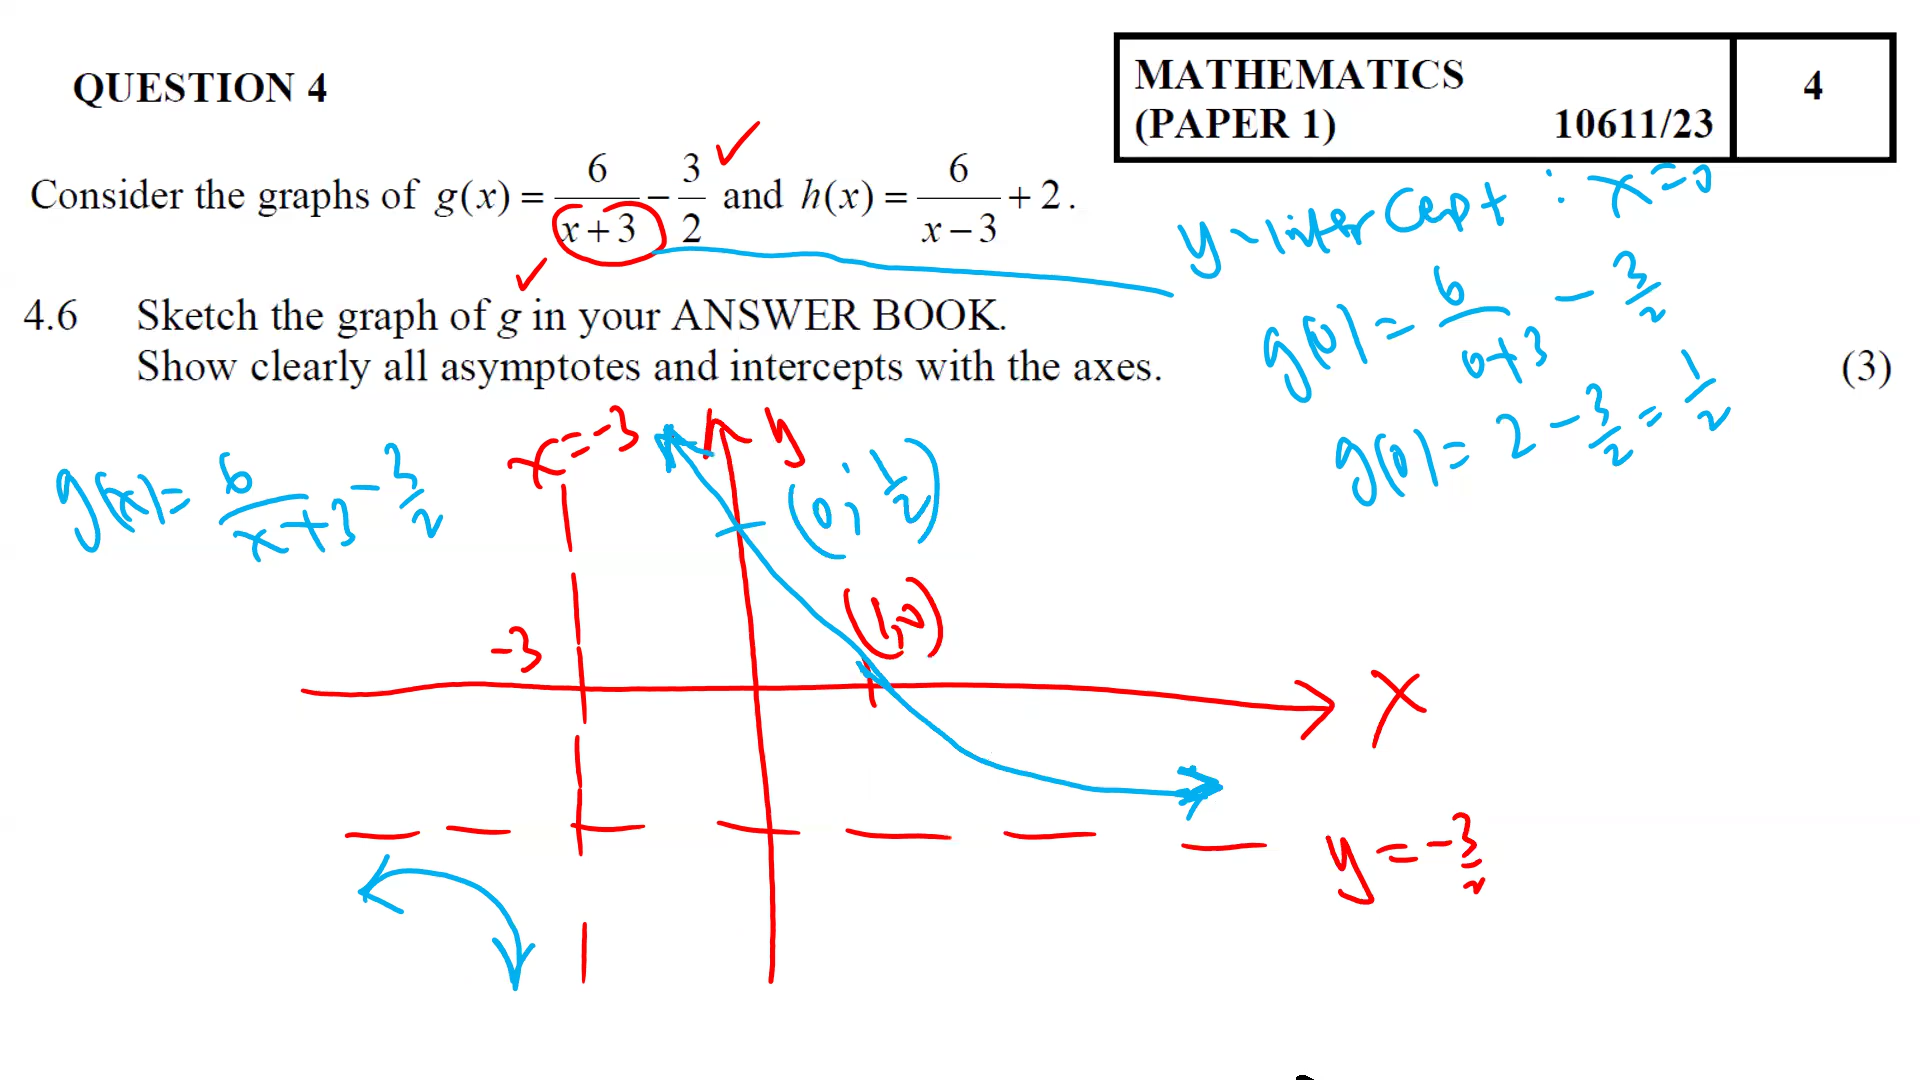 QUESTION 4
MATHEMATICS
(PAPER 1) 10611/23
4
Consider the graphs of g(x) = 6/(x+3) − 3/2 and h(x) = 6/(x−3) + 2.
4.6 Sketch the graph of g in your ANSWER BOOK.
Show clearly all asymptotes and intercepts with the axes. (3)
y-intercept : x=0
g(0) = 6/(0+3) − 3/2
g(0) = 2 − 3/2 = 1/2
g(x) = 6/(x+3) − 3/2
x = -3
y
(0; 1/2)
(1;0)
-3
x
y = -3/2